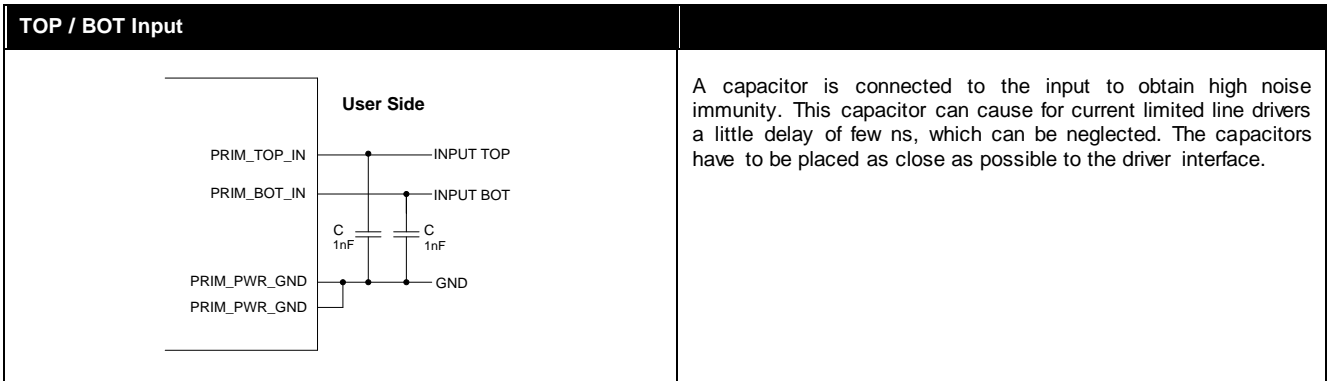 TOP / BOT Input
User Side
PRIM_TOP_IN
INPUT TOP
PRIM_BOT_IN
INPUT BOT
C
1nF
C
1nF
PRIM_PWR_GND
GND
PRIM_PWR_GND
A capacitor is connected to the input to obtain high noise
immunity. This capacitor can cause for current limited line drivers
a little delay of few ns, which can be neglected. The capacitors
have to be placed as close as possible to the driver interface.